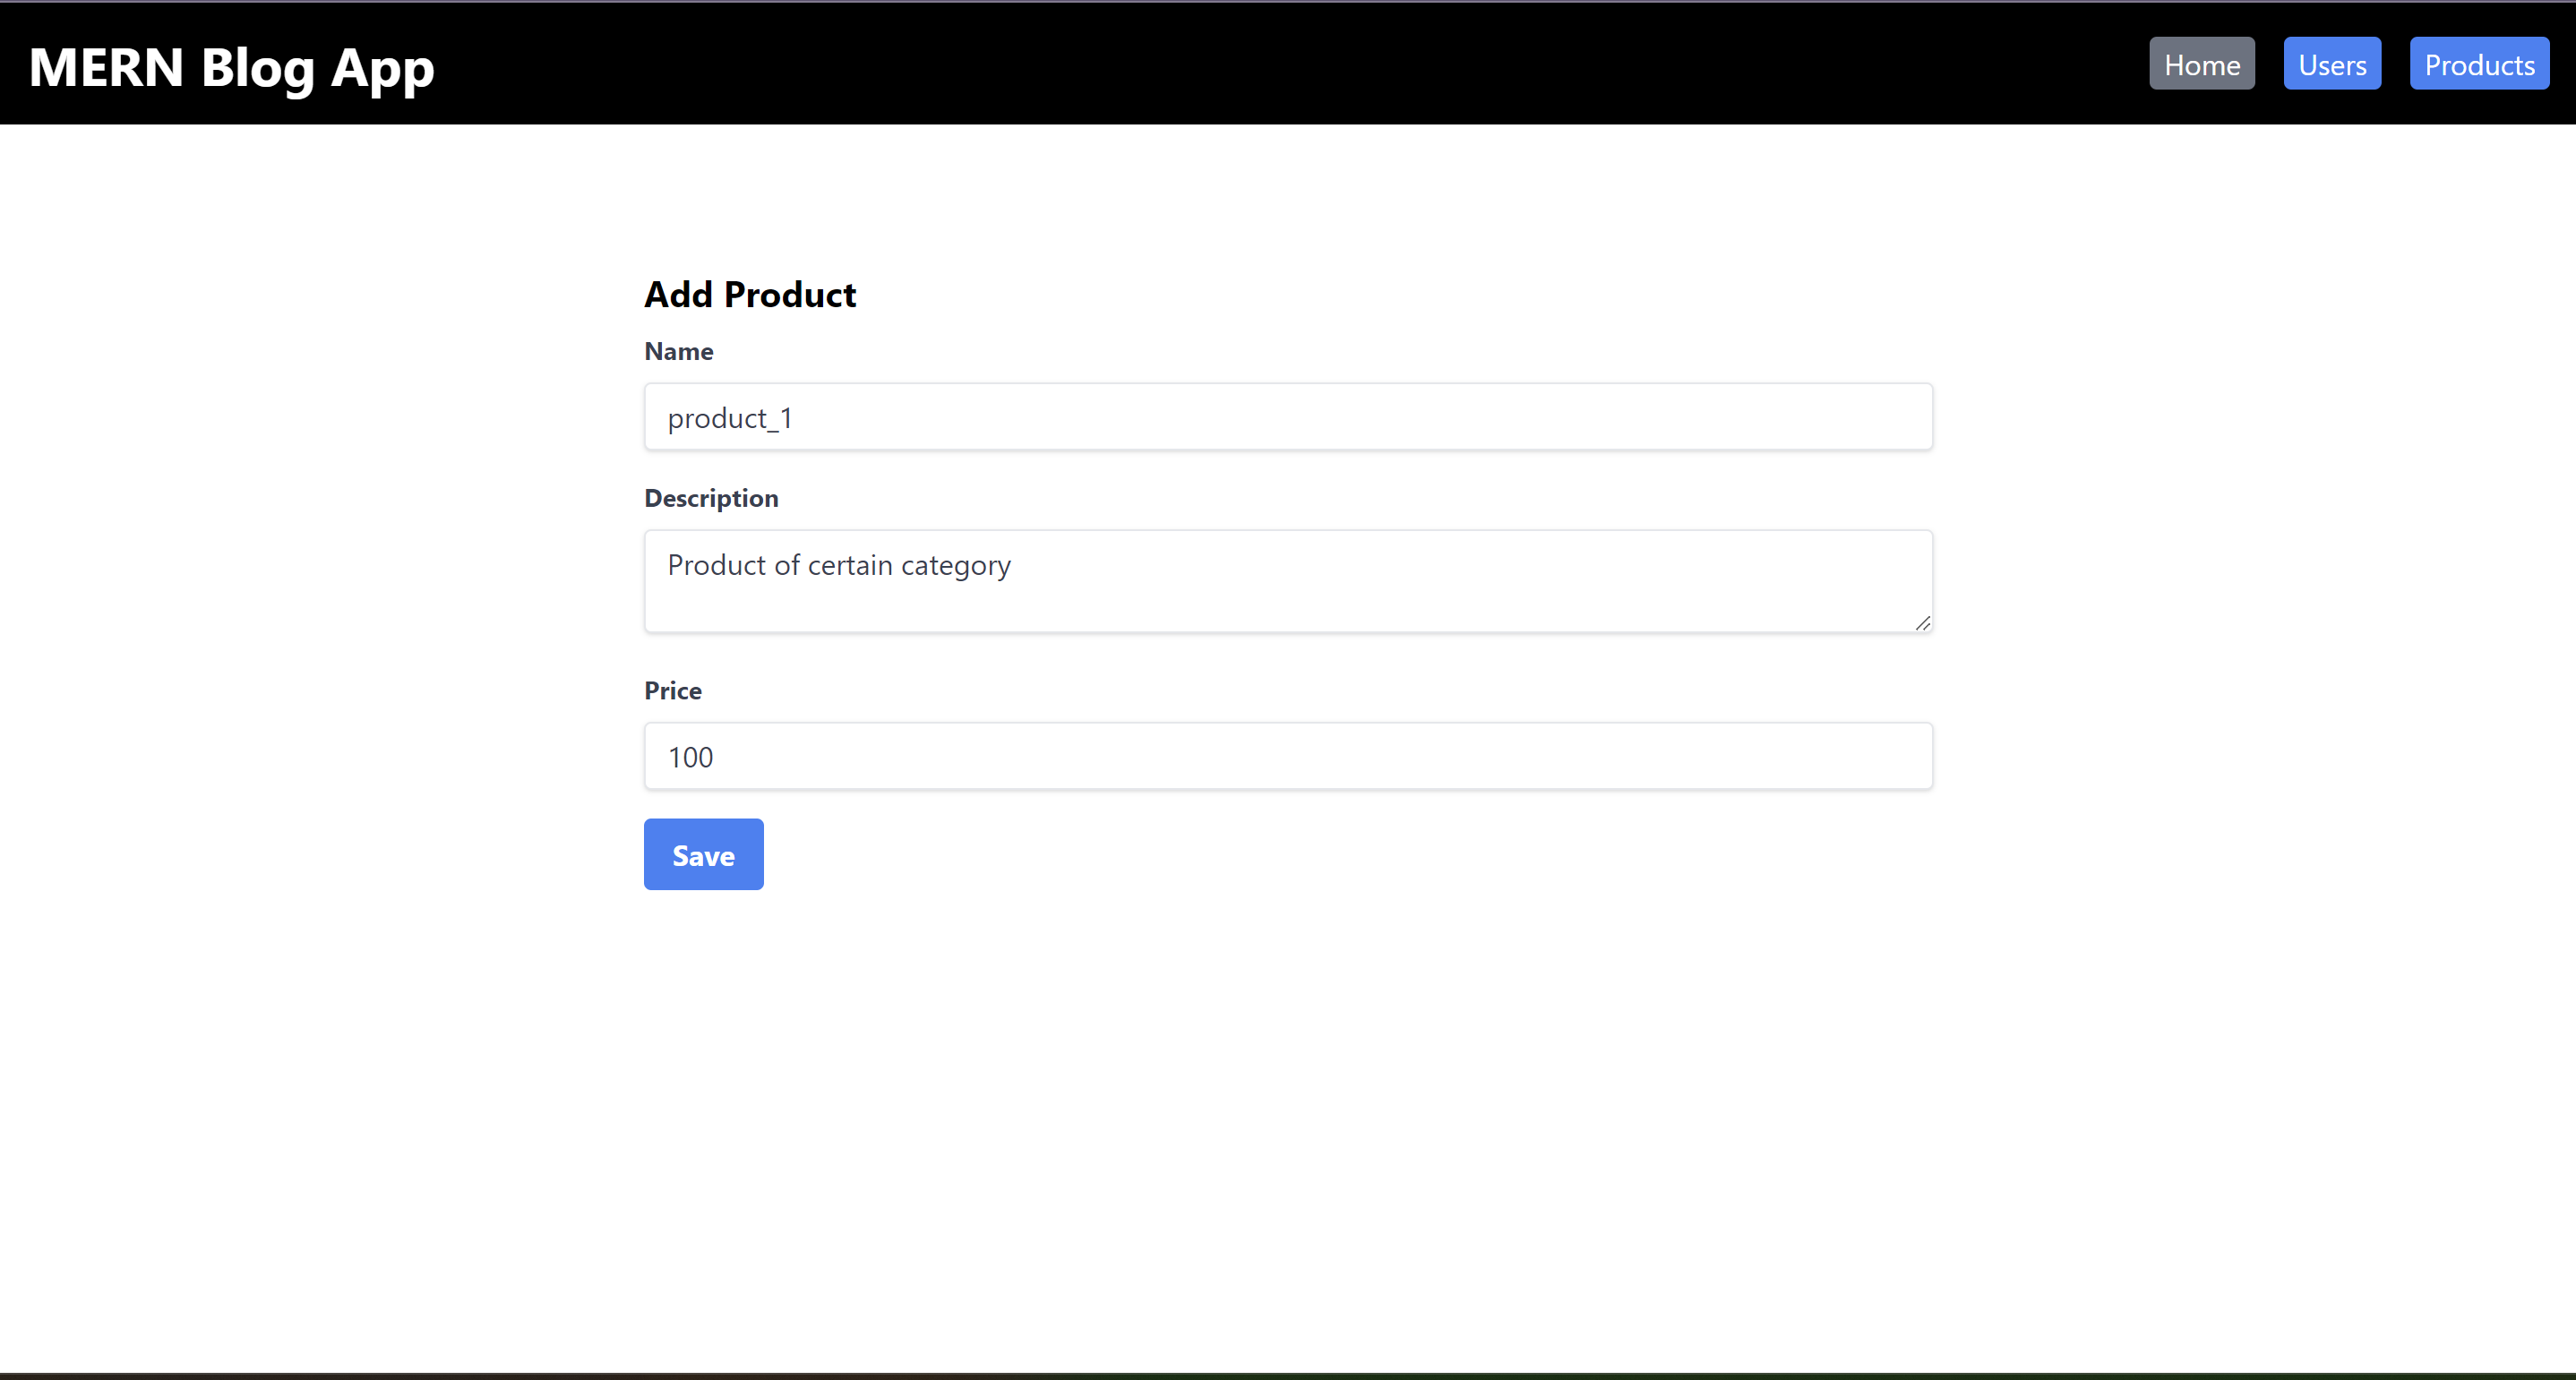 MERN Blog App
Home Users Products
Add Product
Name
product_1
Description
Product of certain category
Price
100
Save